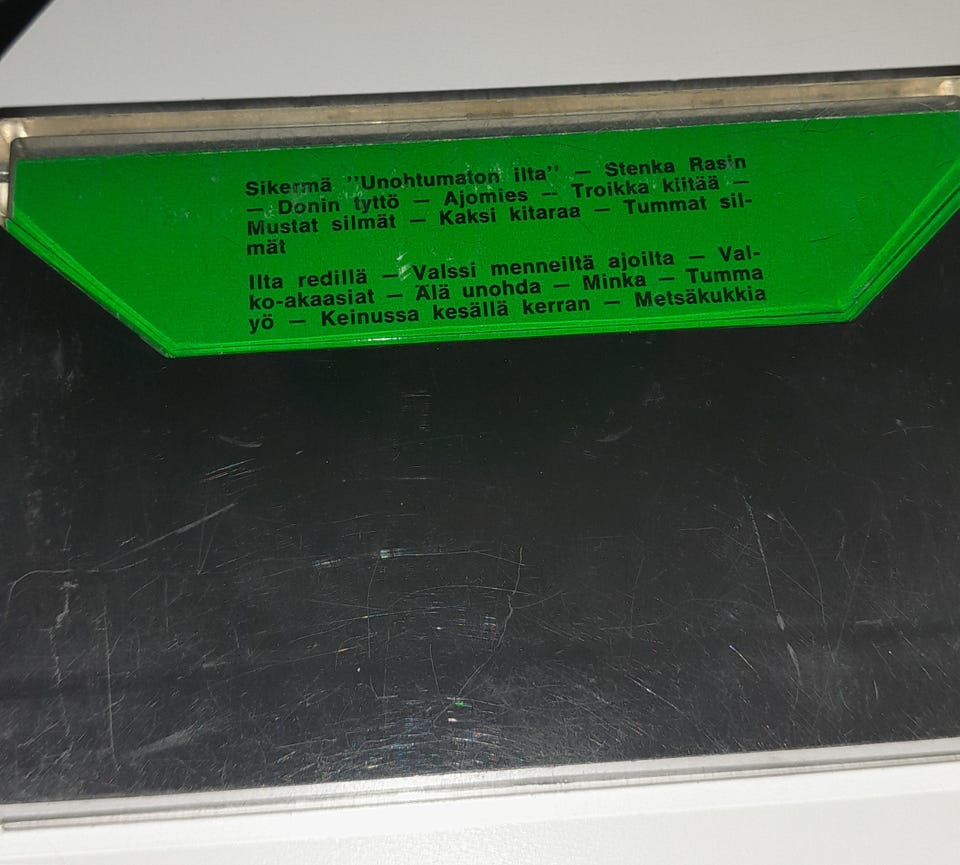 Sikermä ”Unohtumaton ilta” — Stenka Rasin
— Donin tyttö — Ajomies — Troikka kiitää —
Mustat silmät — Kaksi kitaraa — Tummat sil-
mät
Ilta redillä — Valssi menneiltä ajoilta — Val-
ko-akaasiat — Älä unohda — Minka — Tumma
yö — Keinussa kesällä kerran — Metsäkukkia